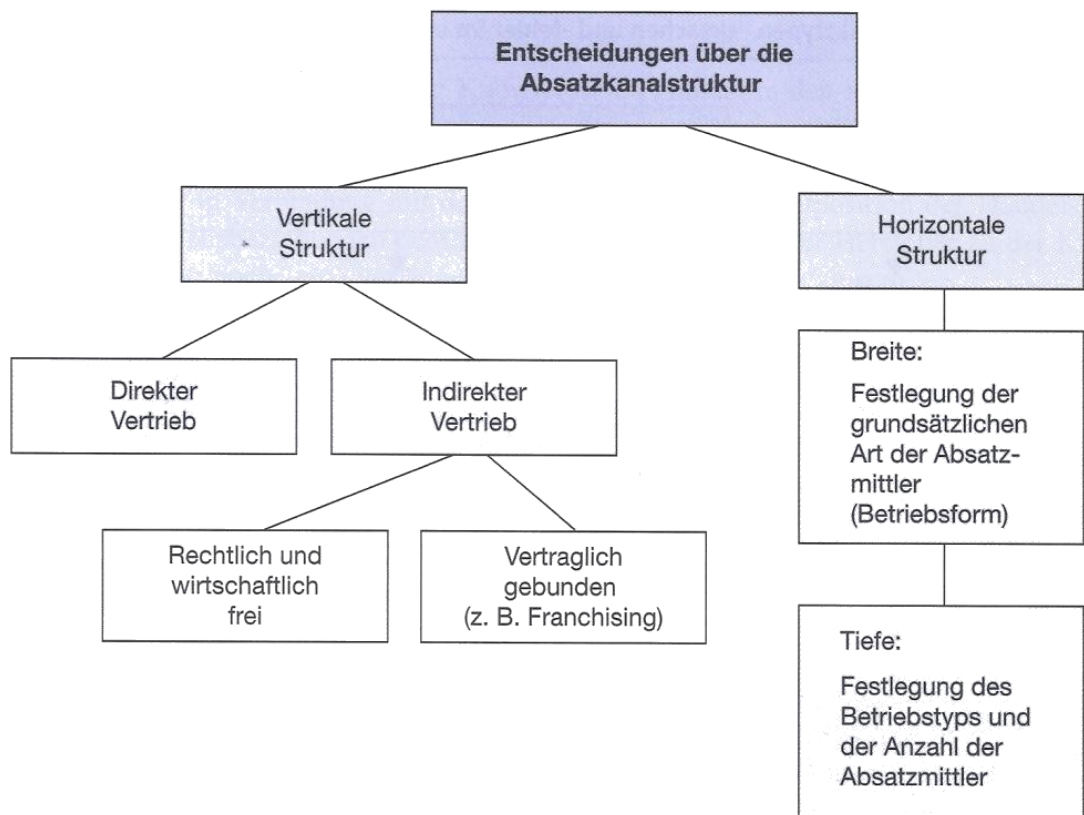 Entscheidungen über die
Absatzkanalstruktur
Vertikale
Struktur
Horizontale
Struktur
Direkter
Vertrieb
Indirekter
Vertrieb
Breite:
Festlegung der
grundsätzlichen
Art der Absatz-
mittler
(Betriebsform)
Rechtlich und
wirtschaftlich
frei
Vertraglich
gebunden
(z. B. Franchising)
Tiefe:
Festlegung des
Betriebstyps und
der Anzahl der
Absatzmittler